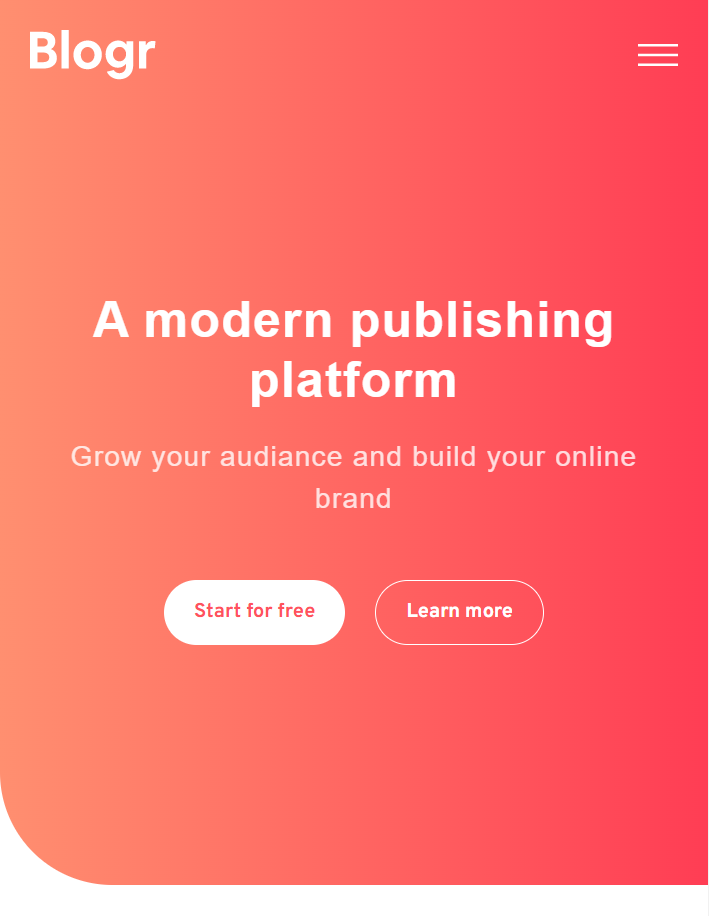 Blogr
A modern publishing
platform
Grow your audiance and build your online
brand
Start for free
Learn more